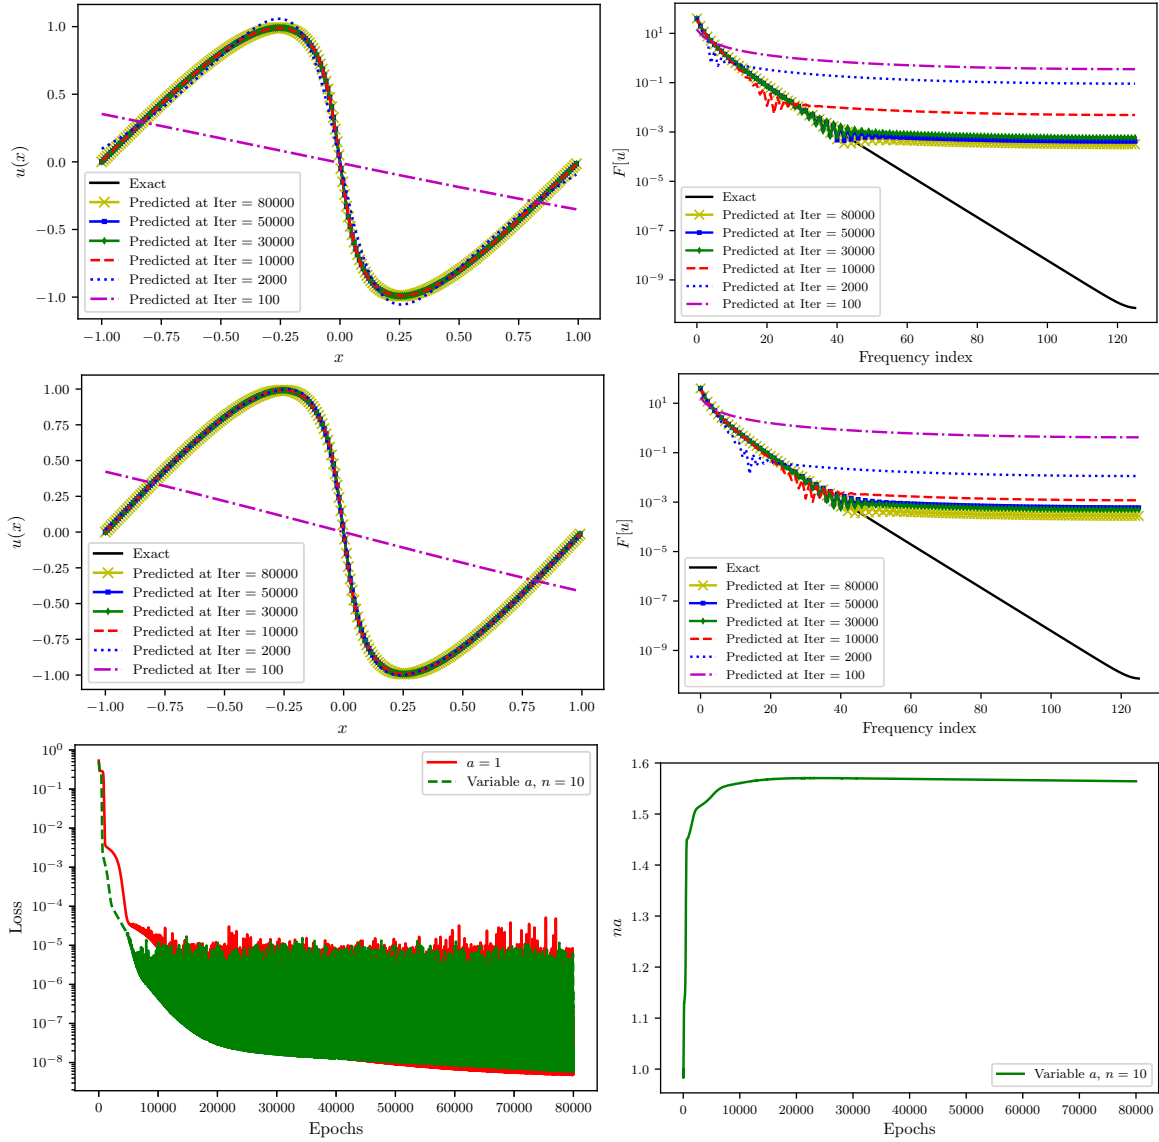 1.0
0.5
0.0
−0.5
−1.0
u(x)
Exact
Predicted at Iter = 80000
Predicted at Iter = 50000
Predicted at Iter = 30000
Predicted at Iter = 10000
Predicted at Iter = 2000
Predicted at Iter = 100
−1.00 −0.75 −0.50 −0.25 0.00 0.25 0.50 0.75 1.00
x
10^1
10^−1
10^−3
10^−5
10^−9
F[u]
Exact
Predicted at Iter = 80000
Predicted at Iter = 50000
Predicted at Iter = 30000
Predicted at Iter = 10000
Predicted at Iter = 2000
Predicted at Iter = 100
0 20 40 60 80 100 120
Frequency index
1.00
0.75
0.50
0.25
0.00
−0.25
−0.50
−0.75
−1.00
u(x)
Exact
Predicted at Iter = 80000
Predicted at Iter = 50000
Predicted at Iter = 30000
Predicted at Iter = 10000
Predicted at Iter = 2000
Predicted at Iter = 100
−1.00 −0.75 −0.50 −0.25 0.00 0.25 0.50 0.75 1.00
x
10^1
10^−1
10^−3
10^−5
10^−7
10^−9
F[u]
Exact
Predicted at Iter = 80000
Predicted at Iter = 50000
Predicted at Iter = 30000
Predicted at Iter = 10000
Predicted at Iter = 2000
Predicted at Iter = 100
0 20 40 60 80 100 120
Frequency index
10^0
10^−1
10^−2
10^−3
10^−4
10^−5
10^−6
10^−7
10^−8
Loss
a = 1
Variable a, n = 10
0 10000 20000 30000 40000 50000 60000 70000 80000
Epochs
1.6
1.5
1.4
1.3
1.2
1.1
1.0
na
Variable a, n = 10
0 10000 20000 30000 40000 50000 60000 70000 80000
Epochs